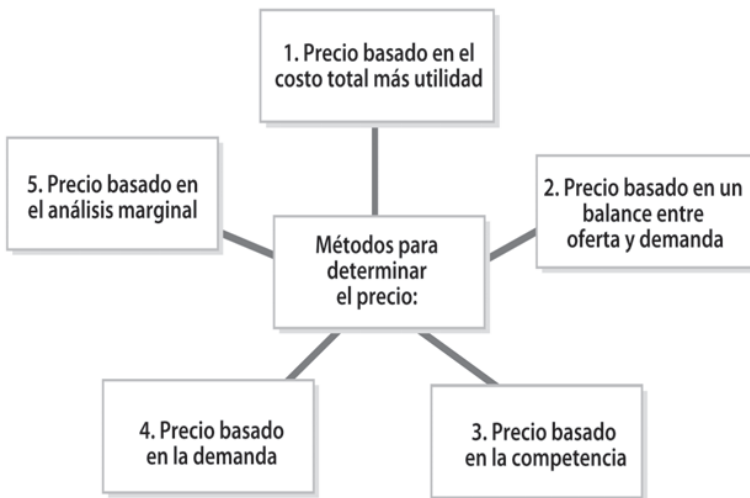 1. Precio basado en el
costo total más utilidad
5. Precio basado en
el análisis marginal
2. Precio basado en un
balance entre
oferta y demanda
Métodos para
determinar
el precio:
4. Precio basado
en la demanda
3. Precio basado
en la competencia